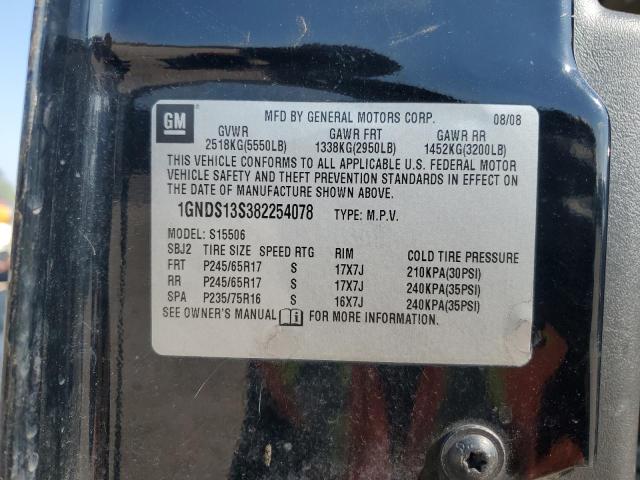 GM
MFD BY GENERAL MOTORS CORP. 08/08
GVWR GAWR FRT GAWR RR
2518KG(5550LB) 1338KG(2950LB) 1452KG(3200LB)
THIS VEHICLE CONFORMS TO ALL APPLICABLE U.S. FEDERAL MOTOR
VEHICLE SAFETY AND THEFT PREVENTION STANDARDS IN EFFECT ON
THE DATE OF MANUFACTURE SHOWN ABOVE.
1GNDS13S382254078 TYPE: M.P.V.
MODEL: S15506
SBJ2 TIRE SIZE SPEED RTG RIM COLD TIRE PRESSURE
FRT P245/65R17 S 17X7J 210KPA(30PSI)
RR P245/65R17 S 17X7J 240KPA(35PSI)
SPA P235/75R16 S 16X7J 240KPA(35PSI)
SEE OWNER'S MANUAL FOR MORE INFORMATION.